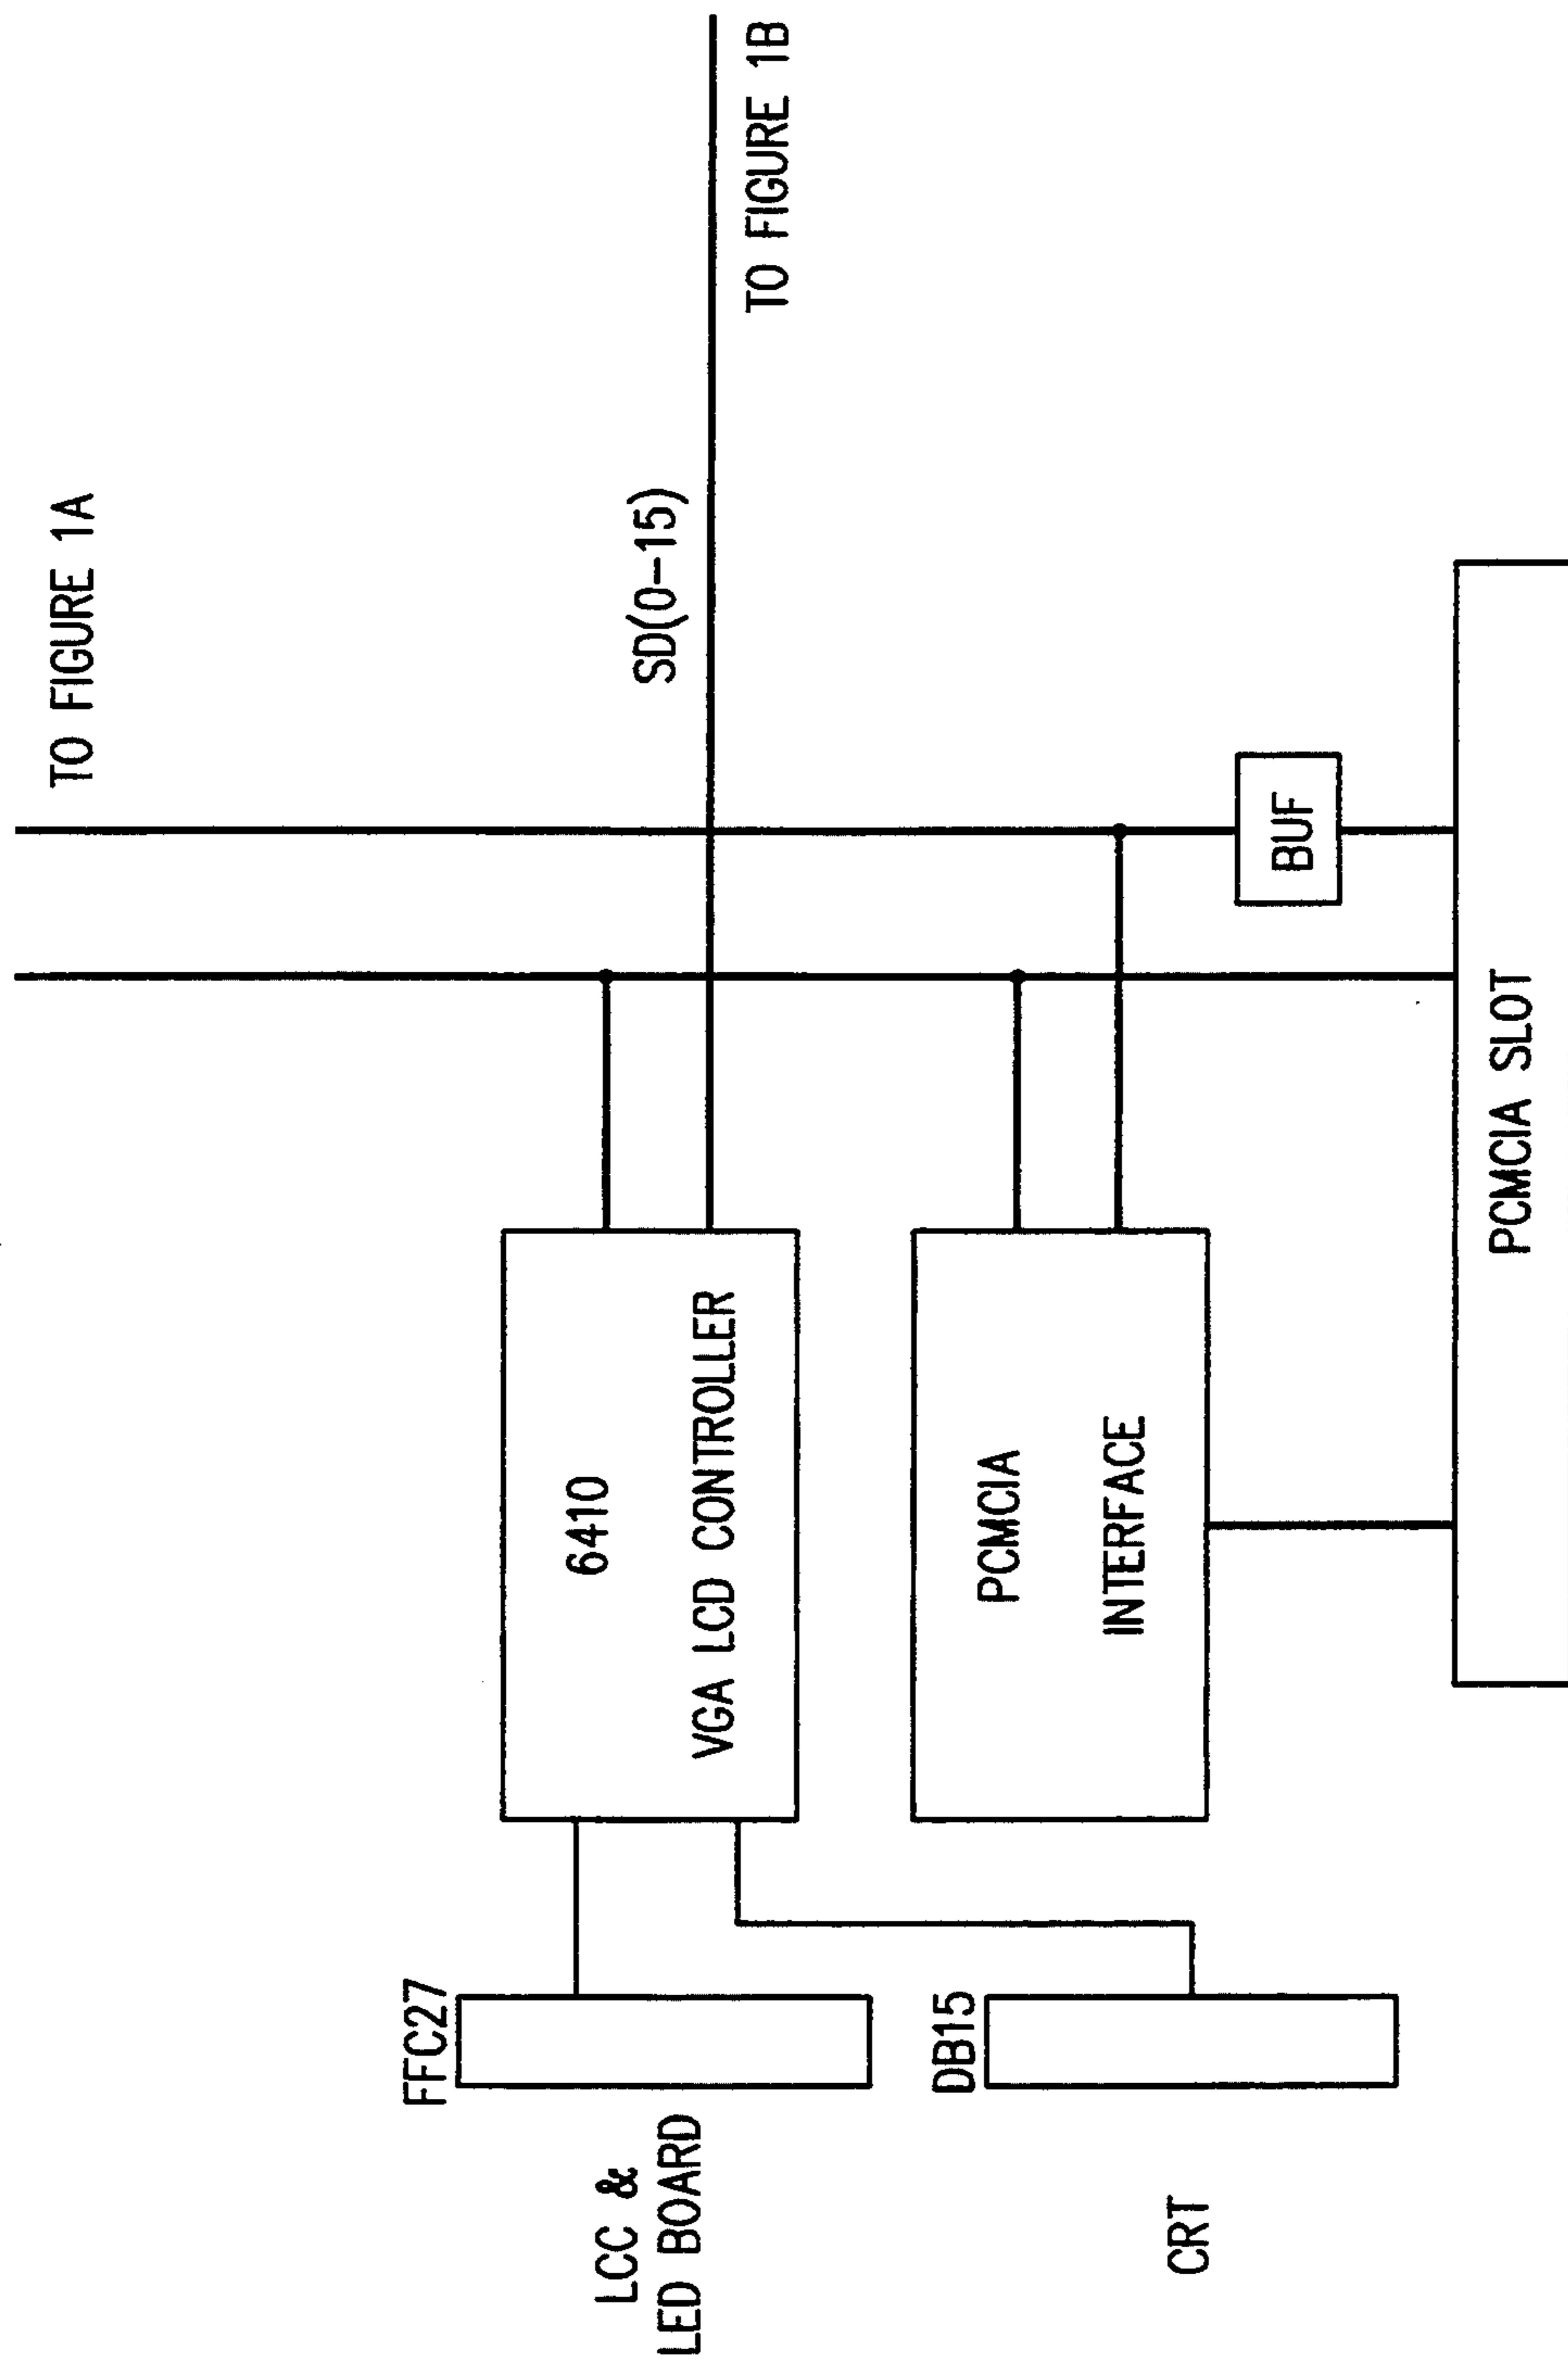 TO FIGURE 1A
SD(0-15)
TO FIGURE 1B
FFC27
LCC &
LED BOARD
6410
VGA LCD CONTROLLER
DB15
CRT
PCMCIA
INTERFACE
BUF
PCMCIA SLOT